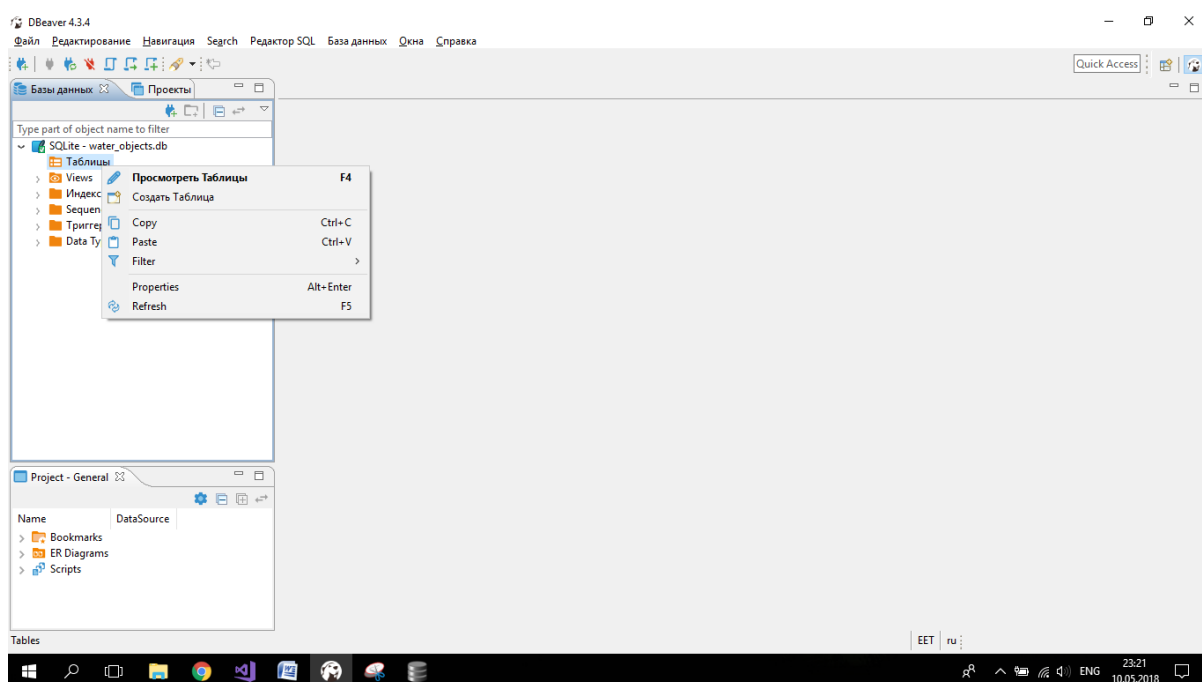 DBeaver 4.3.4
Файл Редактирование Навигация Search Редактор SQL База данных Окна Справка
Quick Access
Базы данных Проекты
Type part of object name to filter
SQLite - water_objects.db
Таблицы
Views
Индекс
Sequen
Тригге
Data Ty
Просмотреть Таблицы F4
Создать Таблица
Copy Ctrl+C
Paste Ctrl+V
Filter
Properties Alt+Enter
Refresh F5
Project - General
Name DataSource
Bookmarks
ER Diagrams
Scripts
Tables
EET ru
ENG
23:21
10.05.2018